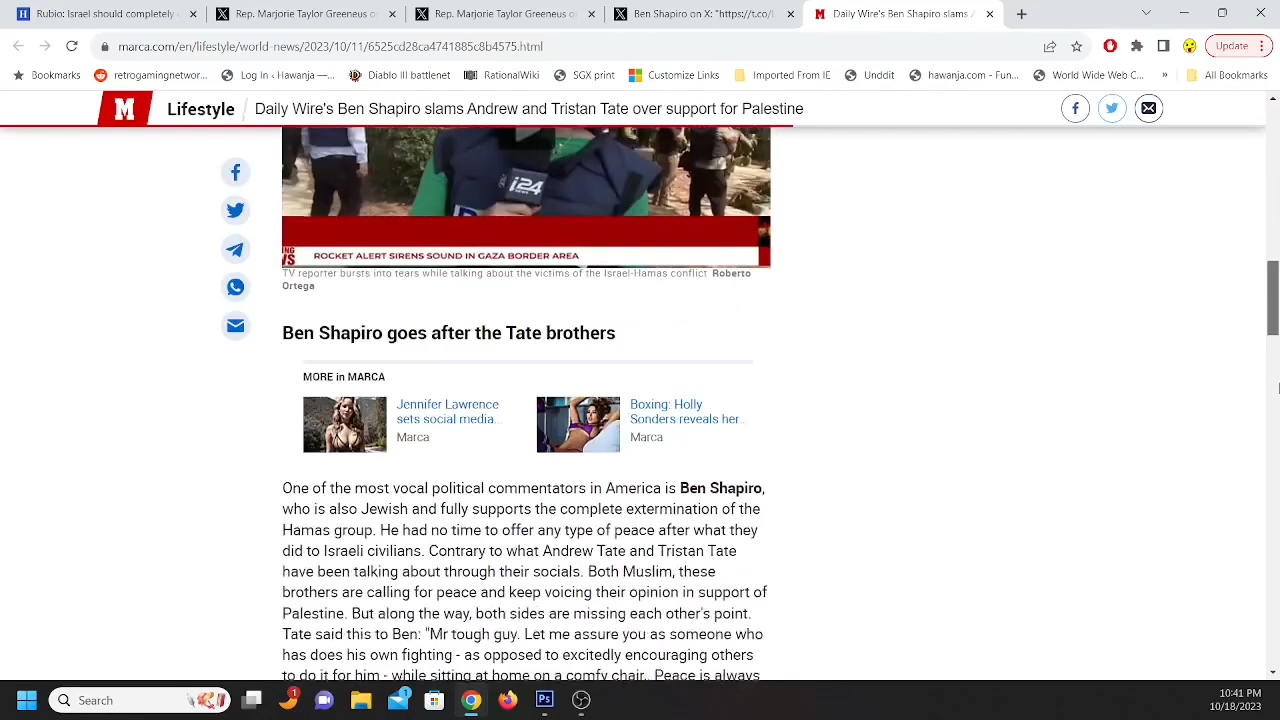 Rubio: Israel should completely e
Rep. Marjorie Taylor Greeneus o
Rep. Marjorie Taylor Greeneus o
Ben Shapiro on X: "https://t.co/l
Daily Wire's Ben Shapiro slams A
marca.com/en/lifestyle/world-news/2023/10/11/6525cd29ca4741805c8b4575.html
Update
Bookmarks
retrogamingnetwor...
Log In ‹ Hawanja —...
Diablo III battlenet
RationalWiki
SGX print
Customize Links
Imported From IE
Unddit
hawanja.com - Fun...
World Wide Web C...
»
All Bookmarks
M Lifestyle / Daily Wire's Ben Shapiro slams Andrew and Tristan Tate over support for Palestine
i24
NEWS
ROCKET ALERT SIRENS SOUND IN GAZA BORDER AREA
TV reporter bursts into tears while talking about the victims of the Israel-Hamas conflict Roberto
Ortega
Ben Shapiro goes after the Tate brothers
MORE in MARCA
Jennifer Lawrence
sets social media...
Marca
Boxing: Holly
Sonders reveals her...
Marca
One of the most vocal political commentators in America is Ben Shapiro,
who is also Jewish and fully supports the complete extermination of the
Hamas group. He had no time to offer any type of peace after what they
did to Israeli civilians. Contrary to what Andrew Tate and Tristan Tate
have been talking about through their socials. Both Muslim, these
brothers are calling for peace and keep voicing their opinion in support of
Palestine. But along the way, both sides are missing each other's point.
Tate said this to Ben: "Mr tough guy. Let me assure you as someone who
has does his own fighting - as opposed to excitedly encouraging others
to do it for him - while sitting at home on a comfy chair. Peace is always
Search
1
1
Ps
10:41 PM
10/18/2023